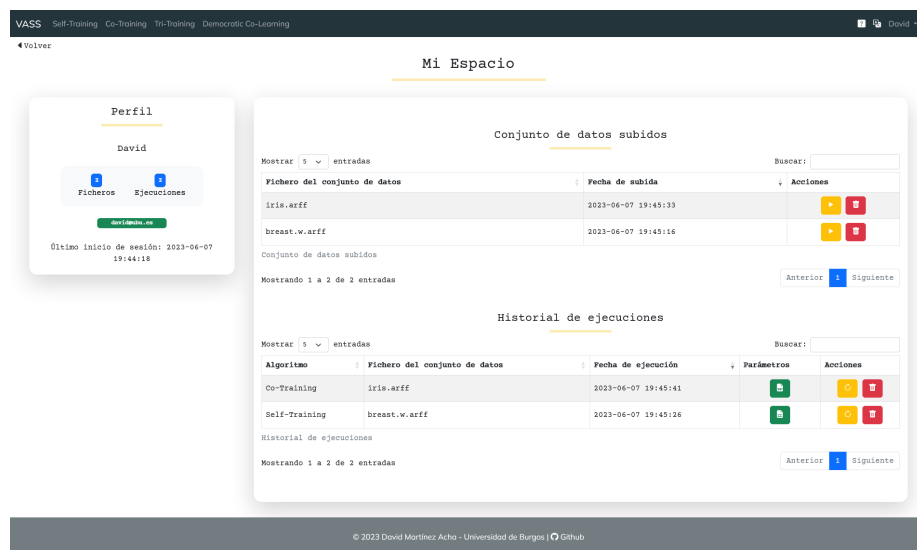 VASS Self-Training Co-Training Tri-Training Democratic Co-Learning David
Volver
Mi Espacio
Perfil
David
2 2
Ficheros Ejecuciones
david@ubu.es
Último inicio de sesión: 2023-06-07
19:44:18
Conjunto de datos subidos
Mostrar 5 entradas Buscar:
Fichero del conjunto de datos Fecha de subida Acciones
iris.arff 2023-06-07 19:45:33
breast.w.arff 2023-06-07 19:45:16
Conjunto de datos subidos
Mostrando 1 a 2 de 2 entradas Anterior 1 Siguiente
Historial de ejecuciones
Mostrar 5 entradas Buscar:
Algoritmo Fichero del conjunto de datos Fecha de ejecución Parámetros Acciones
Co-Training iris.arff 2023-06-07 19:45:41
Self-Training breast.w.arff 2023-06-07 19:45:26
Historial de ejecuciones
Mostrando 1 a 2 de 2 entradas Anterior 1 Siguiente
© 2023 David Martínez Acha - Universidad de Burgos | Github